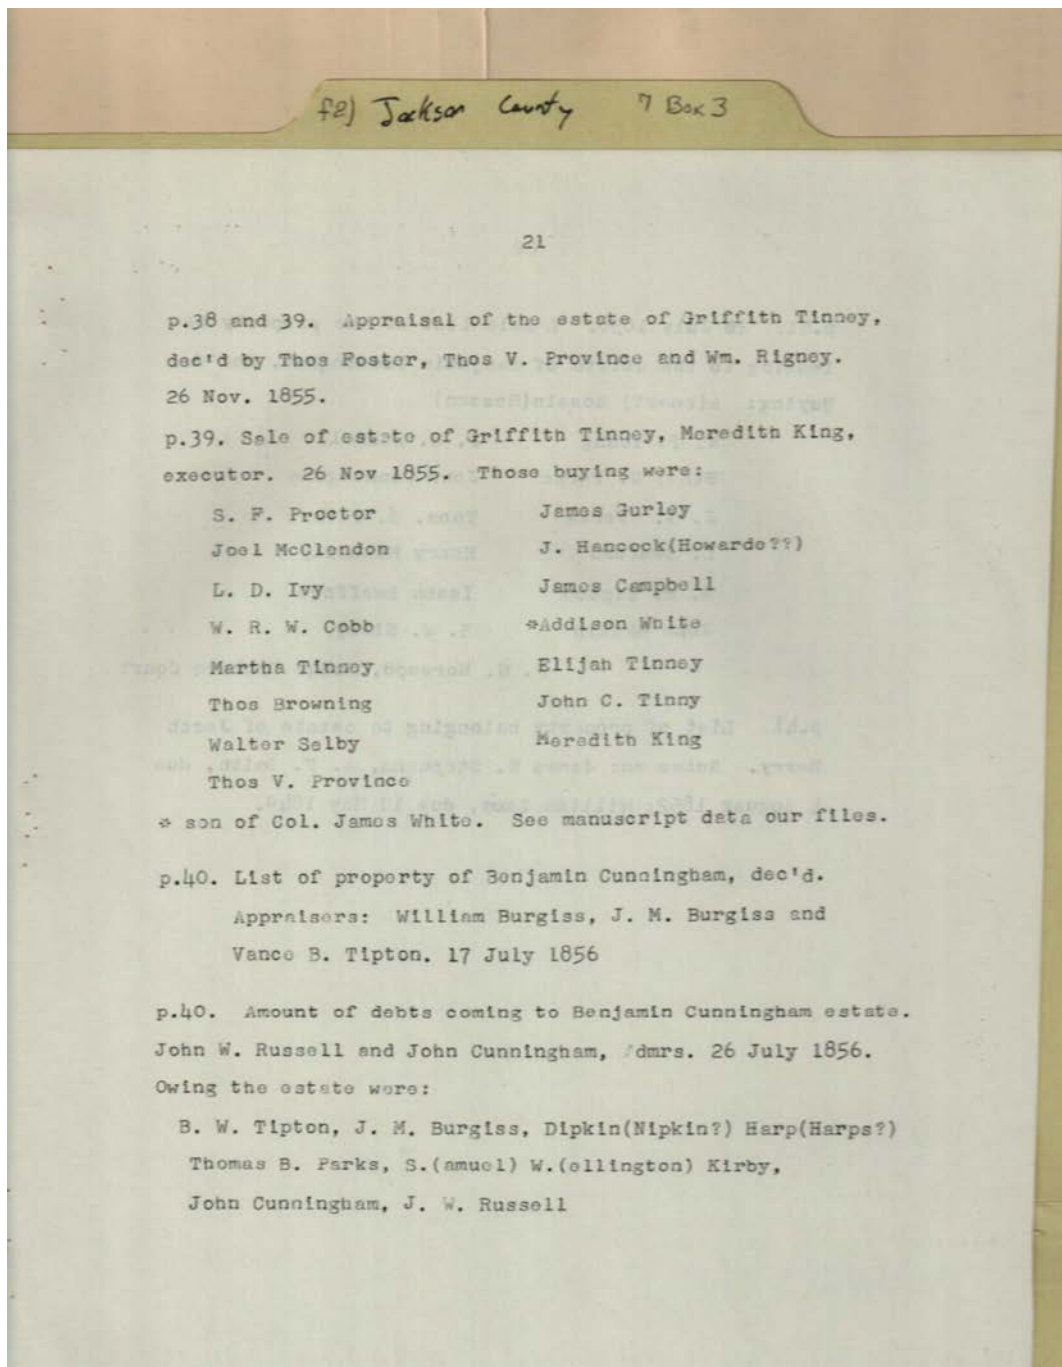 f2) Jackson County 7 Box 3
21
p.38 and 39. Appraisal of the estate of Griffith Tinney,
dec'd by Thos Foster, Thos V. Province and Wm. Rigney.
26 Nov. 1855.
p.39. Sale of estate of Griffith Tinney, Meredith King,
executor. 26 Nov 1855. Those buying were:
S. F. Proctor
Joel McClendon
L. D. Ivy
W. R. W. Cobb
Martha Tinney
Thos Browning
Walter Selby
Thos V. Province
James Gurley
J. Hancock(Howarde??)
James Campbell
*Addison White
Elijah Tinney
John C. Tinny
Meredith King
* son of Col. James White. See manuscript data our files.
p.40. List of property of Benjamin Cunningham, dec'd.
Appraisers: William Burgiss, J. M. Burgiss and
Vance B. Tipton. 17 July 1856
p.40. Amount of debts coming to Benjamin Cunningham estate.
John W. Russell and John Cunningham, dmrs. 26 July 1856.
Owing the estate were:
B. W. Tipton, J. M. Burgiss, Dipkin(Nipkin?) Harp(Harps?)
Thomas B. Parks, S.(amuel) W.(ellington) Kirby,
John Cunningham, J. W. Russell